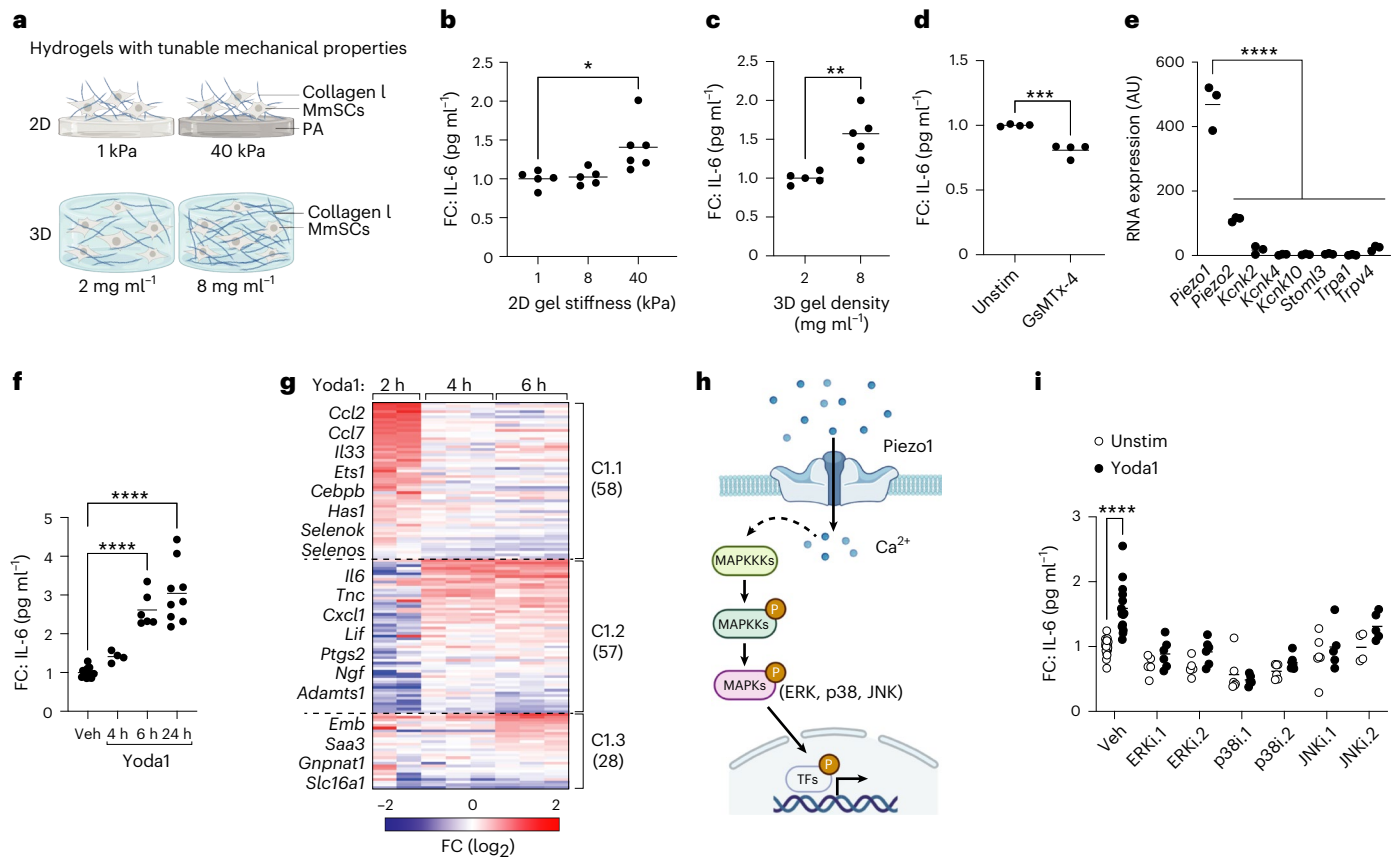 a
Hydrogels with tunable mechanical properties
2D
Collagen I
MmSCs
PA
1 kPa
40 kPa
3D
Collagen I
MmSCs
2 mg ml⁻¹
8 mg ml⁻¹
b
FC: IL-6 (pg ml⁻¹)
2.5
2.0
1.5
1.0
0.5
0
*
1
8
40
2D gel stiffness (kPa)
c
FC: IL-6 (pg ml⁻¹)
2.5
2.0
1.5
1.0
0.5
0
**
2
8
3D gel density
(mg ml⁻¹)
d
FC: IL-6 (pg ml⁻¹)
1.5
1.0
0.5
0
***
Unstim
GsMTx-4
e
RNA expression (AU)
600
400
200
0
****
Piezo1
Piezo2
Kcnk2
Kcnk4
Kcnk10
Stoml3
Trpa1
Trpv4
f
FC: IL-6 (pg ml⁻¹)
5
4
3
2
1
0
****
****
Veh
4 h
6 h
24 h
Yoda1
g
Yoda1:
2 h
4 h
6 h
Ccl2
Ccl7
Il33
Ets1
Cebpb
Has1
Selenok
Selenos
C1.1
(58)
Il6
Tnc
Cxcl1
Lif
Ptgs2
Ngf
Adamts1
C1.2
(57)
Emb
Saa3
Gnpnat1
Slc16a1
C1.3
(28)
−2
0
2
FC (log₂)
h
Piezo1
Ca²⁺
MAPKKKs
MAPKKs
P
MAPKs
P
(ERK, p38, JNK)
TFs
P
i
Unstim
Yoda1
FC: IL-6 (pg ml⁻¹)
3
2
1
0
****
Veh
ERKi.1
ERKi.2
p38i.1
p38i.2
JNKi.1
JNKi.2